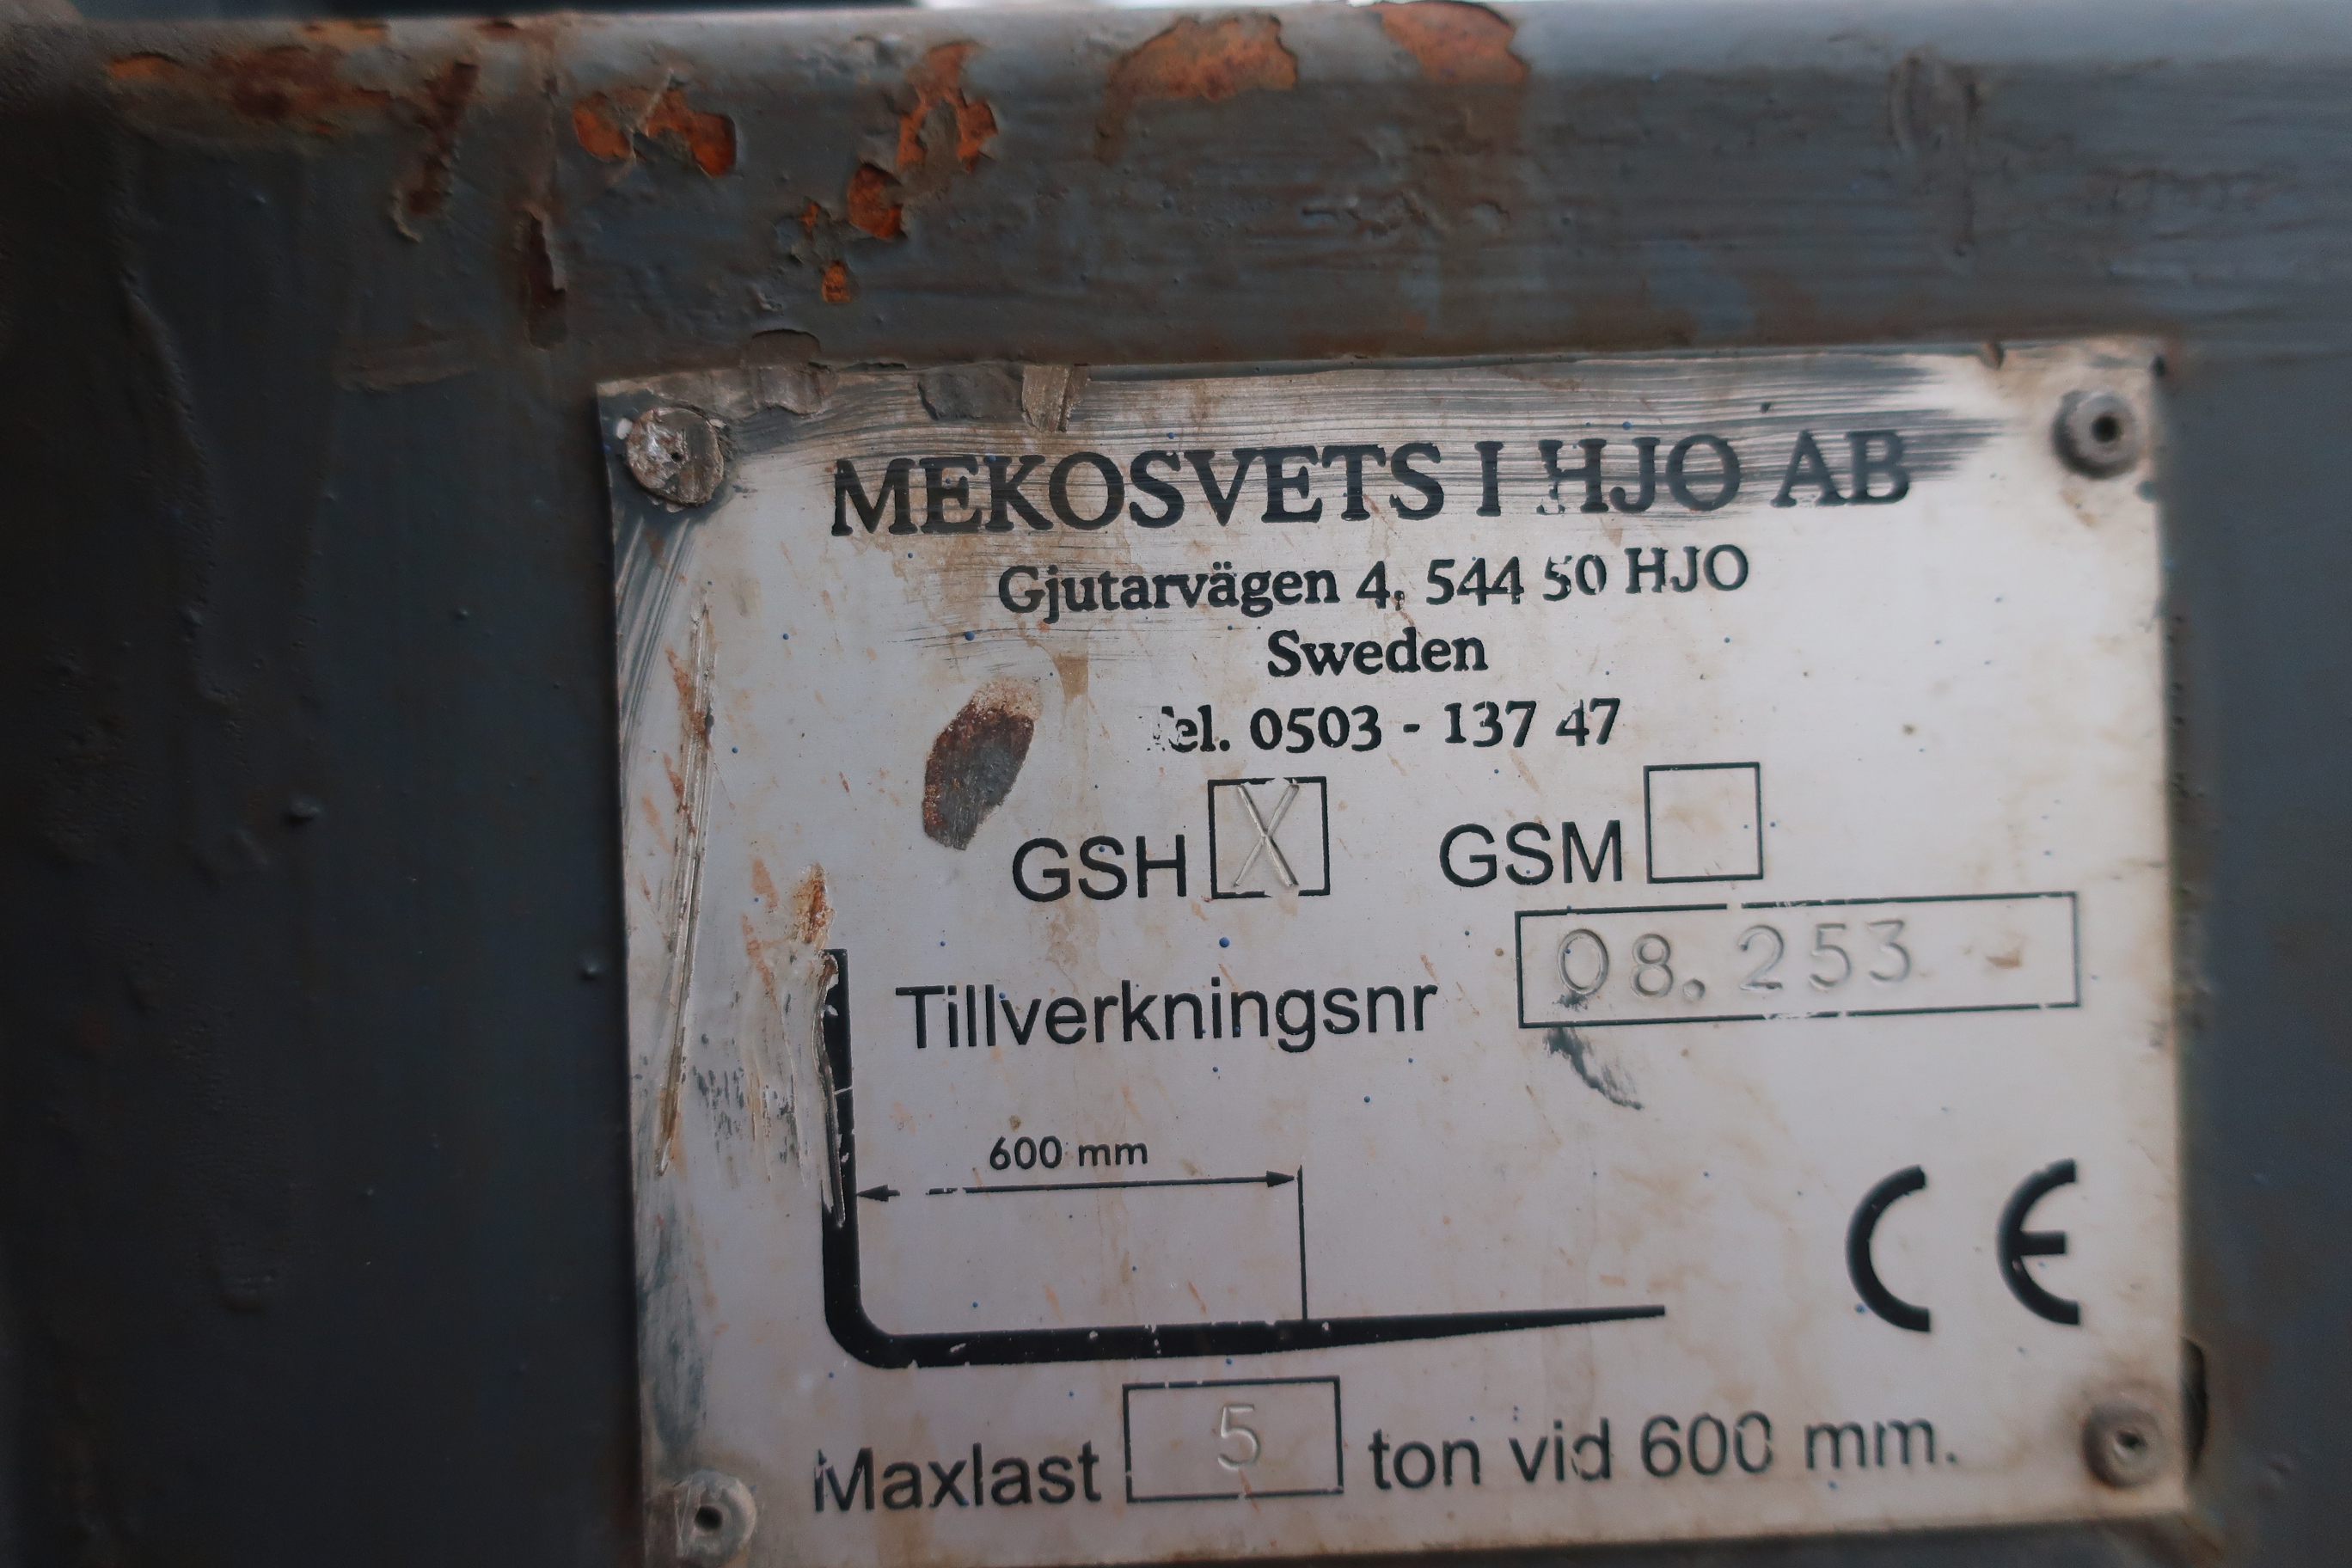 MEKOSVETS I HJO AB
Gjutarvägen 4, 544 50 HJO
Sweden
Tel. 0503 - 137 47
GSH X GSM
Tillverkningsnr 08.253
600 mm
CE
Maxlast 5 ton vid 600 mm.